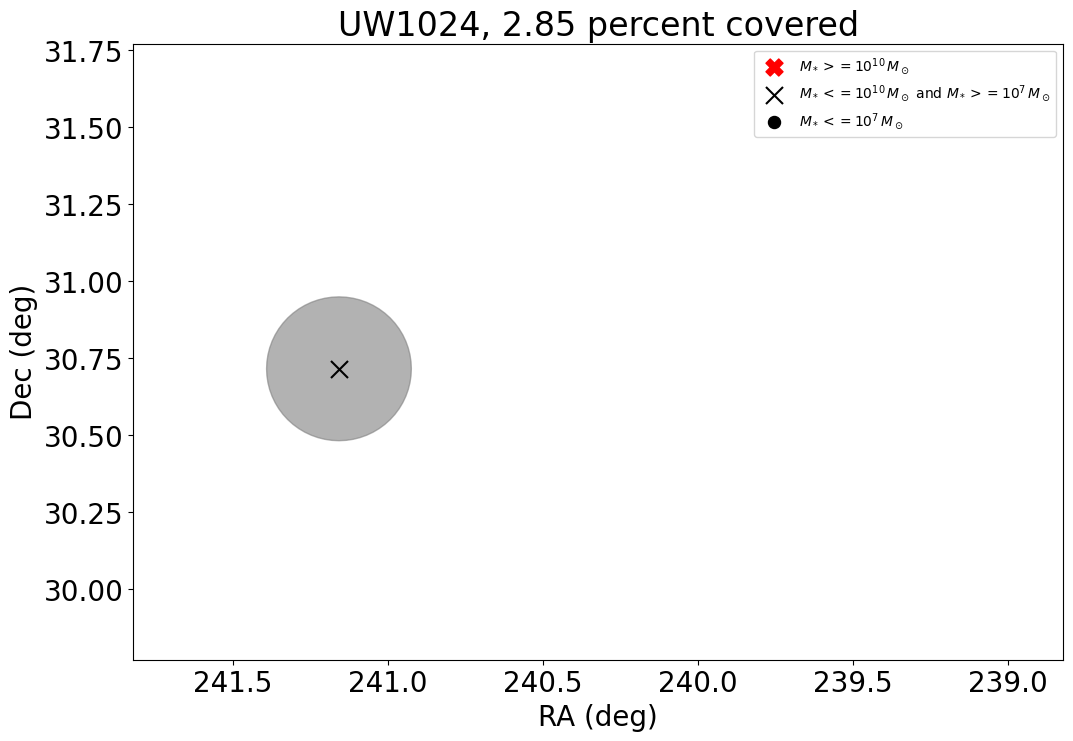 UW1024, 2.85 percent covered
M* >= 10^10 M⊙
M* <= 10^10 M⊙ and M* >= 10^7 M⊙
M* <= 10^7 M⊙
31.75
31.50
31.25
31.00
30.75
30.50
30.25
30.00
Dec (deg)
241.5 241.0 240.5 240.0 239.5 239.0
RA (deg)